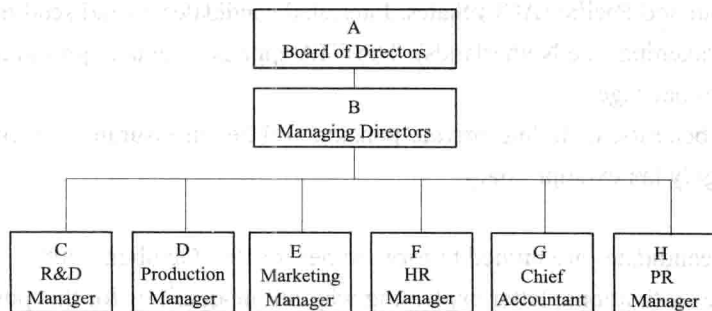 A
Board of Directors
B
Managing Directors
C
R&D
Manager
D
Production
Manager
E
Marketing
Manager
F
HR
Manager
G
Chief
Accountant
H
PR
Manager